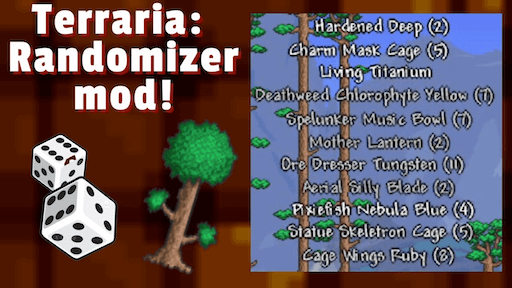 Terraria:
Randomizer
mod!
Hardened Deep (2)
Charm Mask Cage (5)
Living Titanium
Deathweed Chlorophyte Yellow (7)
Spelunker Music Bowl (7)
Mother Lantern (2)
Ore Dresser Tungsten (11)
Aerial Silly Blade (2)
Pixiefish Nebula Blue (4)
Statue Skeletron Cage (5)
Cage Wings Ruby (8)